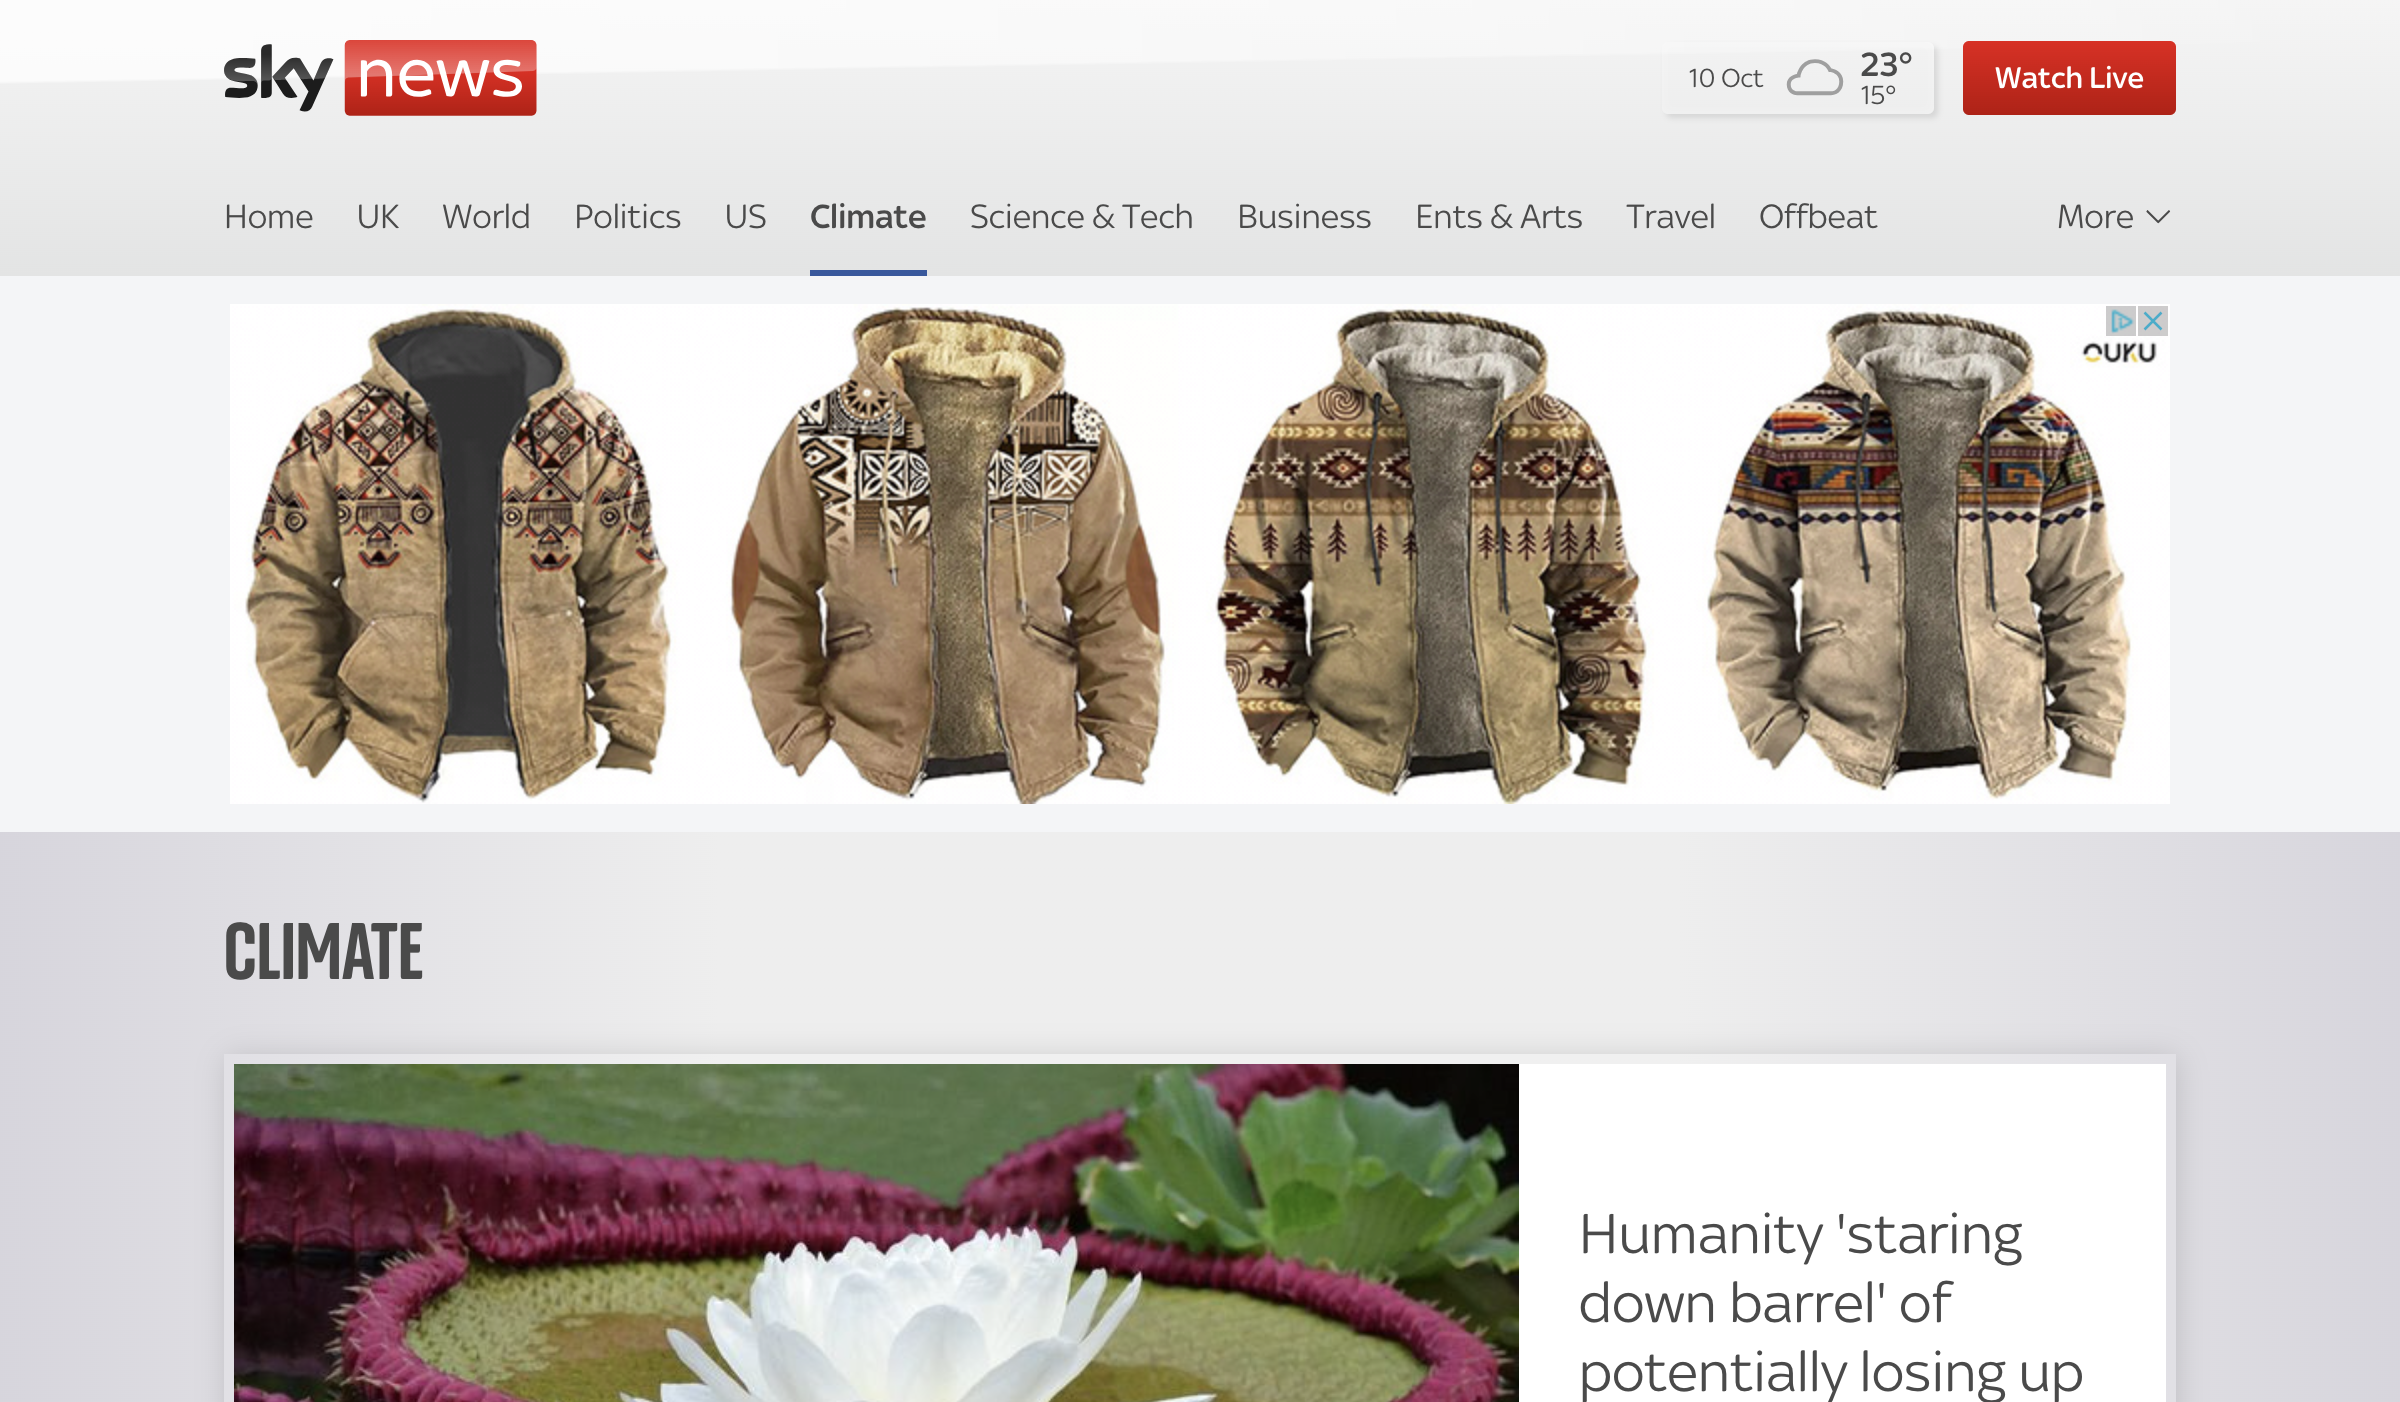 sky news
10 Oct
23°
15°
Watch Live
Home UK World Politics US Climate Science & Tech Business Ents & Arts Travel Offbeat More
OUKU
CLIMATE
Humanity 'staring
down barrel' of
potentially losing up